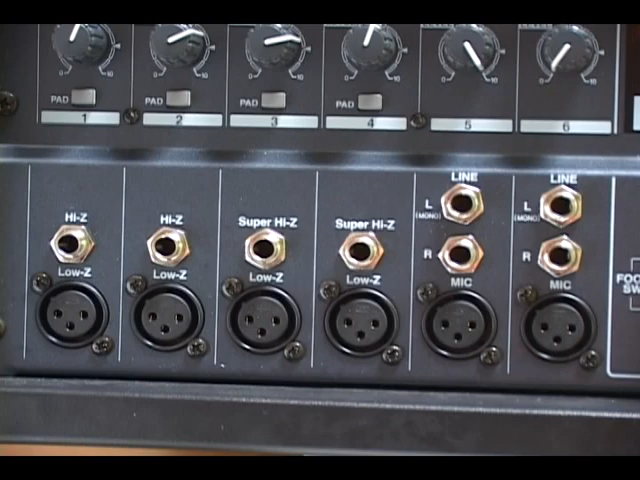 0 10 0 10 0 10 0 10 0 10 0 10
PAD PAD PAD PAD
1 2 3 4 5 6
LINE LINE
L (MONO) L (MONO)
Hi-Z Hi-Z Super Hi-Z Super Hi-Z
R R
Low-Z Low-Z Low-Z Low-Z MIC MIC
FOO
SW